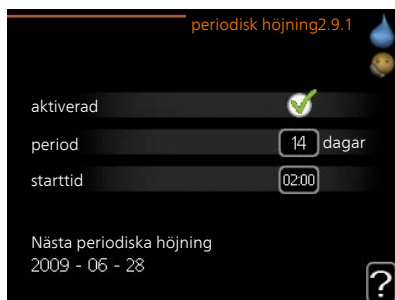 periodisk höjning2.9.1
aktiverad
period 14 dagar
starttid 02:00
Nästa periodiska höjning
2009 - 06 - 28
?